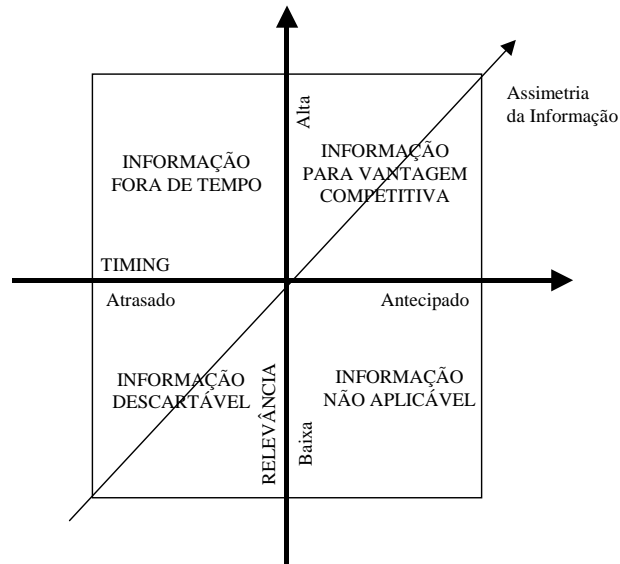 Alta
Assimetria
da Informação
INFORMAÇÃO
FORA DE TEMPO
INFORMAÇÃO
PARA VANTAGEM
COMPETITIVA
TIMING
Atrasado
Antecipado
INFORMAÇÃO
DESCARTÁVEL
RELEVÂNCIA
Baixa
INFORMAÇÃO
NÃO APLICÁVEL